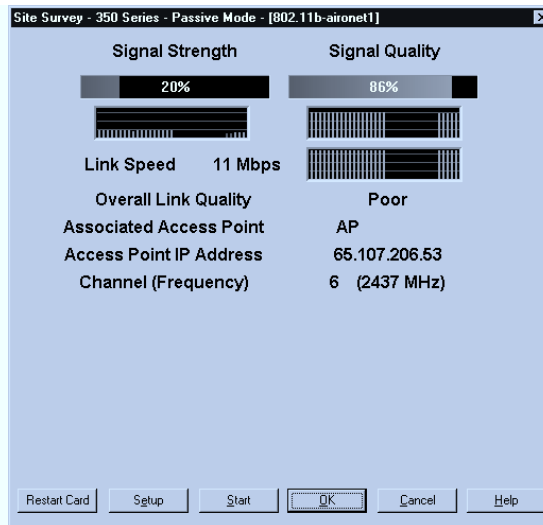 Site Survey - 350 Series - Passive Mode - [802.11b-aironet1]
Signal Strength Signal Quality
20% 86%
Link Speed 11 Mbps
Overall Link Quality Poor
Associated Access Point AP
Access Point IP Address 65.107.206.53
Channel (Frequency) 6 (2437 MHz)
Restart Card Setup Start OK Cancel Help